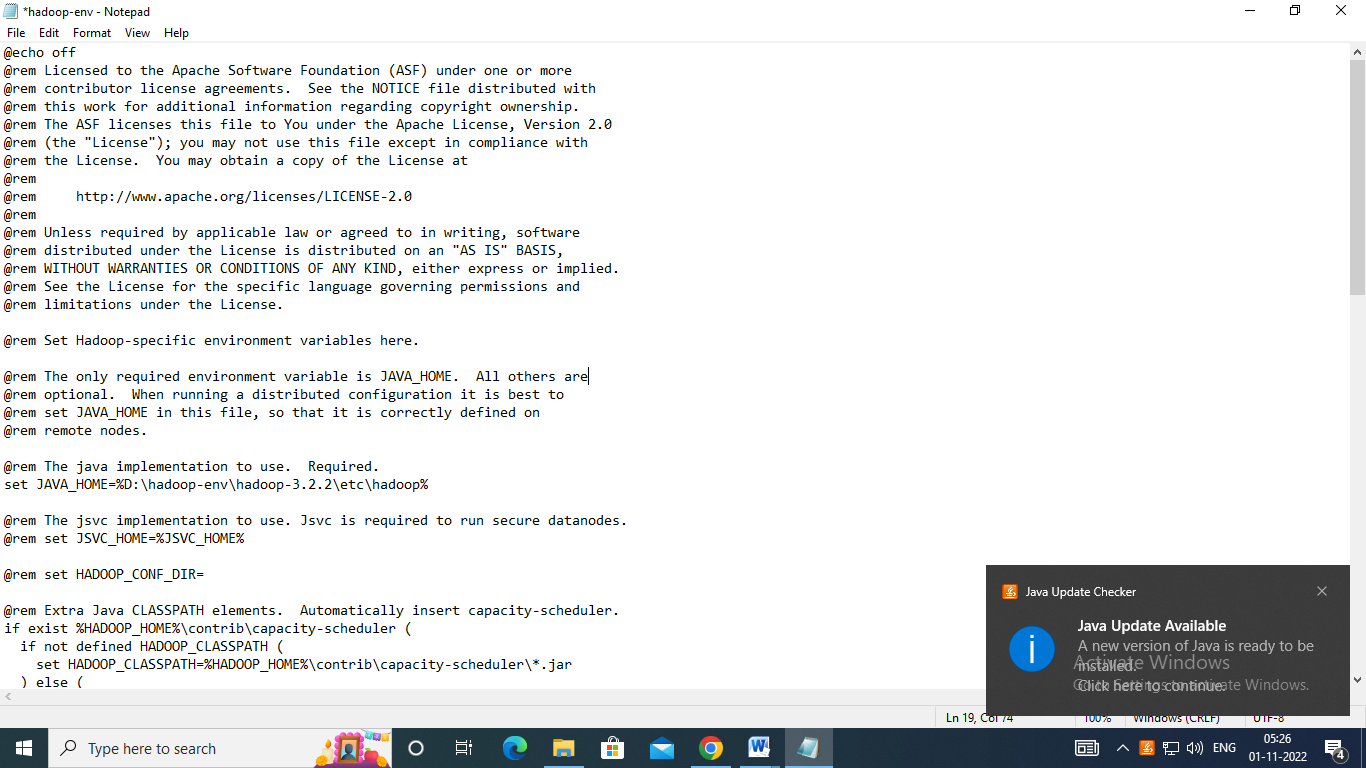 *hadoop-env - Notepad
File Edit Format View Help
@echo off
@rem Licensed to the Apache Software Foundation (ASF) under one or more
@rem contributor license agreements.  See the NOTICE file distributed with
@rem this work for additional information regarding copyright ownership.
@rem The ASF licenses this file to You under the Apache License, Version 2.0
@rem (the "License"); you may not use this file except in compliance with
@rem the License.  You may obtain a copy of the License at
@rem
@rem     http://www.apache.org/licenses/LICENSE-2.0
@rem
@rem Unless required by applicable law or agreed to in writing, software
@rem distributed under the License is distributed on an "AS IS" BASIS,
@rem WITHOUT WARRANTIES OR CONDITIONS OF ANY KIND, either express or implied.
@rem See the License for the specific language governing permissions and
@rem limitations under the License.
@rem Set Hadoop-specific environment variables here.
@rem The only required environment variable is JAVA_HOME.  All others are
@rem optional.  When running a distributed configuration it is best to
@rem set JAVA_HOME in this file, so that it is correctly defined on
@rem remote nodes.
@rem The java implementation to use.  Required.
set JAVA_HOME=%D:\hadoop-env\hadoop-3.2.2\etc\hadoop%
@rem The jsvc implementation to use. Jsvc is required to run secure datanodes.
@rem set JSVC_HOME=%JSVC_HOME%
@rem set HADOOP_CONF_DIR=
@rem Extra Java CLASSPATH elements.  Automatically insert capacity-scheduler.
if exist %HADOOP_HOME%\contrib\capacity-scheduler (
  if not defined HADOOP_CLASSPATH (
    set HADOOP_CLASSPATH=%HADOOP_HOME%\contrib\capacity-scheduler\*.jar
  ) else (
Java Update Checker
Java Update Available
A new version of Java is ready to be
installed.
Click here to continue.
Activate Windows
Go to Settings to activate Windows.
Ln 19, Col 74
100%
Windows (CRLF)
UTF-8
Type here to search
ENG
05:26
01-11-2022
4